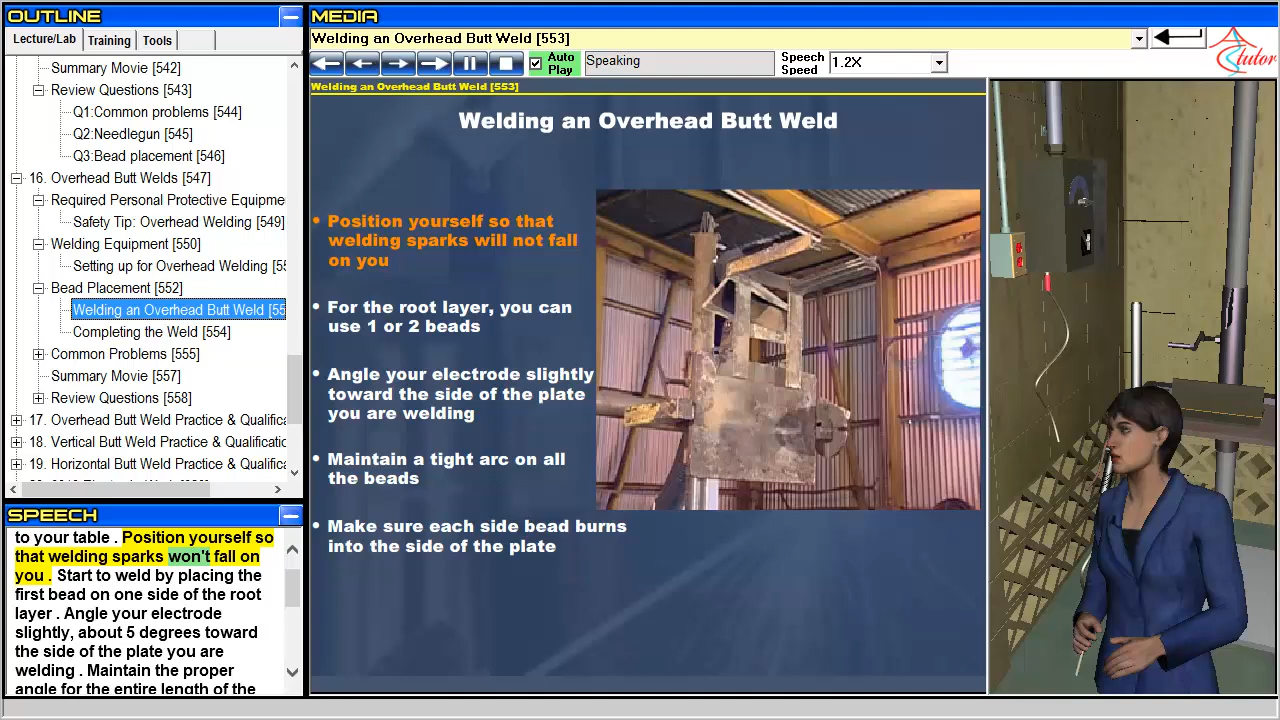 OUTLINE
Lecture/Lab
Training
Tools
Summary Movie [542]
Review Questions [543]
Q1:Common problems [544]
Q2:Needlegun [545]
Q3:Bead placement [546]
16. Overhead Butt Welds [547]
Required Personal Protective Equipme
Safety Tip: Overhead Welding [549]
Welding Equipment [550]
Setting up for Overhead Welding [55
Bead Placement [552]
Welding an Overhead Butt Weld [55
Completing the Weld [554]
Common Problems [555]
Summary Movie [557]
Review Questions [558]
17. Overhead Butt Weld Practice & Qualificat
18. Vertical Butt Weld Practice & Qualificatio
19. Horizontal Butt Weld Practice & Qualifica
SPEECH
to your table . Position yourself so
that welding sparks won't fall on
you . Start to weld by placing the
first bead on one side of the root
layer . Angle your electrode
slightly, about 5 degrees toward
the side of the plate you are
welding . Maintain the proper
angle for the entire length of the
MEDIA
Welding an Overhead Butt Weld [553]
Auto
Play
Speaking
Speech
Speed
1.2X
tutor
Welding an Overhead Butt Weld [553]
Welding an Overhead Butt Weld
• Position yourself so that
welding sparks will not fall
on you
• For the root layer, you can
use 1 or 2 beads
• Angle your electrode slightly
toward the side of the plate
you are welding
• Maintain a tight arc on all
the beads
• Make sure each side bead burns
into the side of the plate